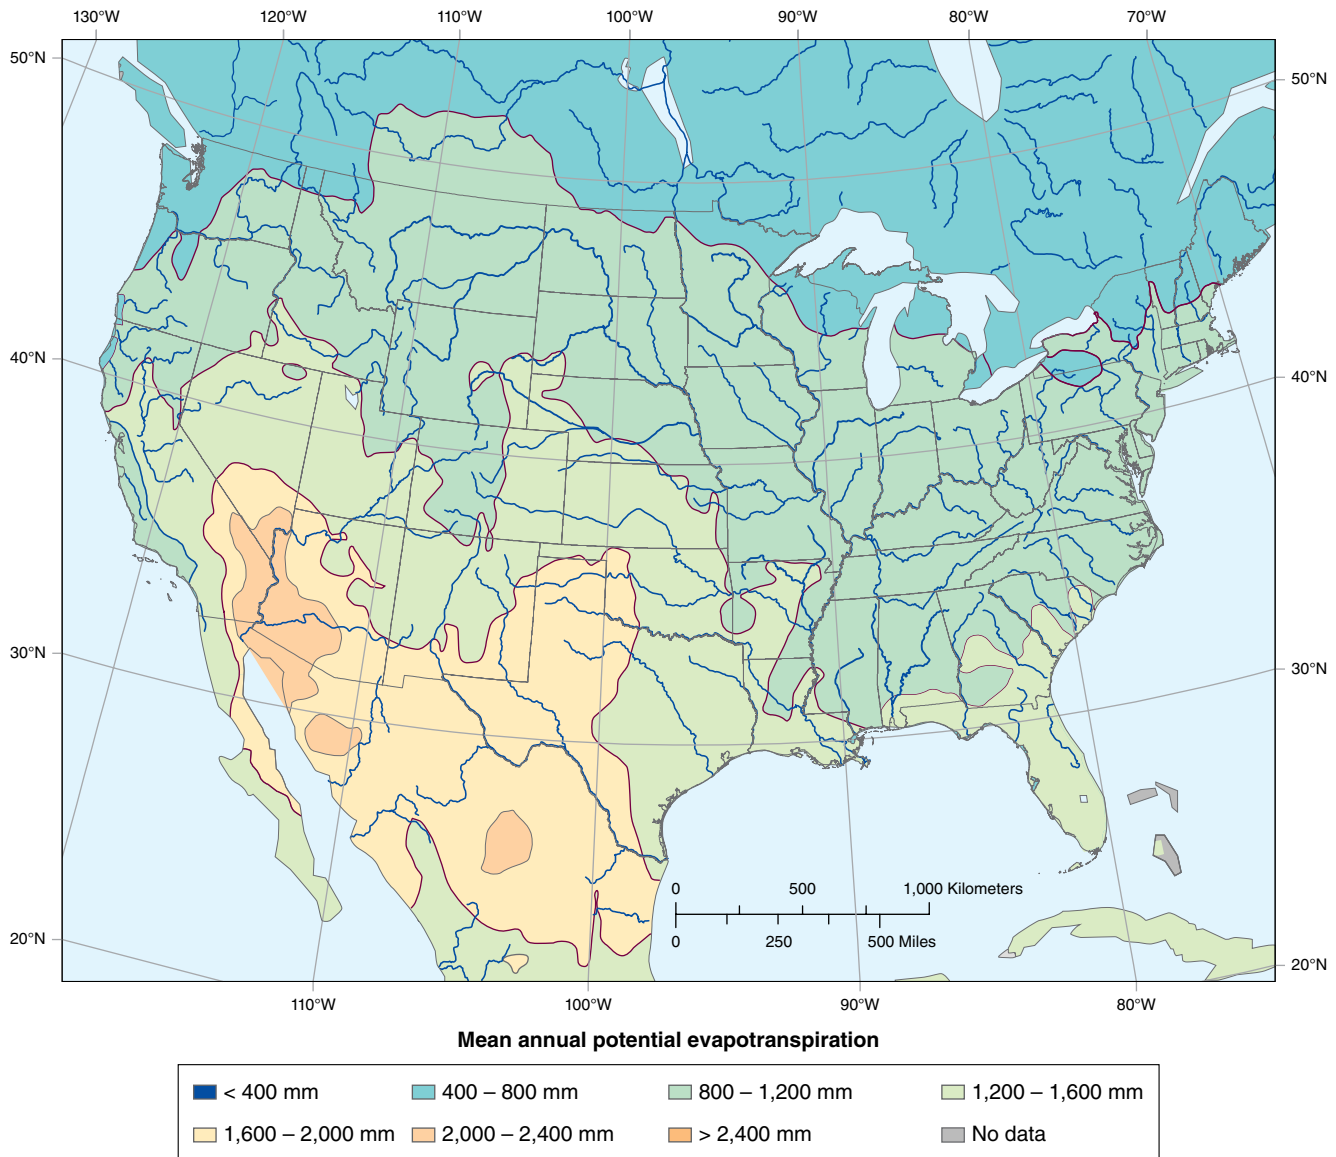 130°W 120°W 110°W 100°W 90°W 80°W 70°W
50°N 50°N
40°N 40°N
30°N 30°N
0 500 1,000 Kilometers
0 250 500 Miles
20°N 20°N
110°W 100°W 90°W 80°W
Mean annual potential evapotranspiration
< 400 mm 400 – 800 mm 800 – 1,200 mm 1,200 – 1,600 mm
1,600 – 2,000 mm 2,000 – 2,400 mm > 2,400 mm No data